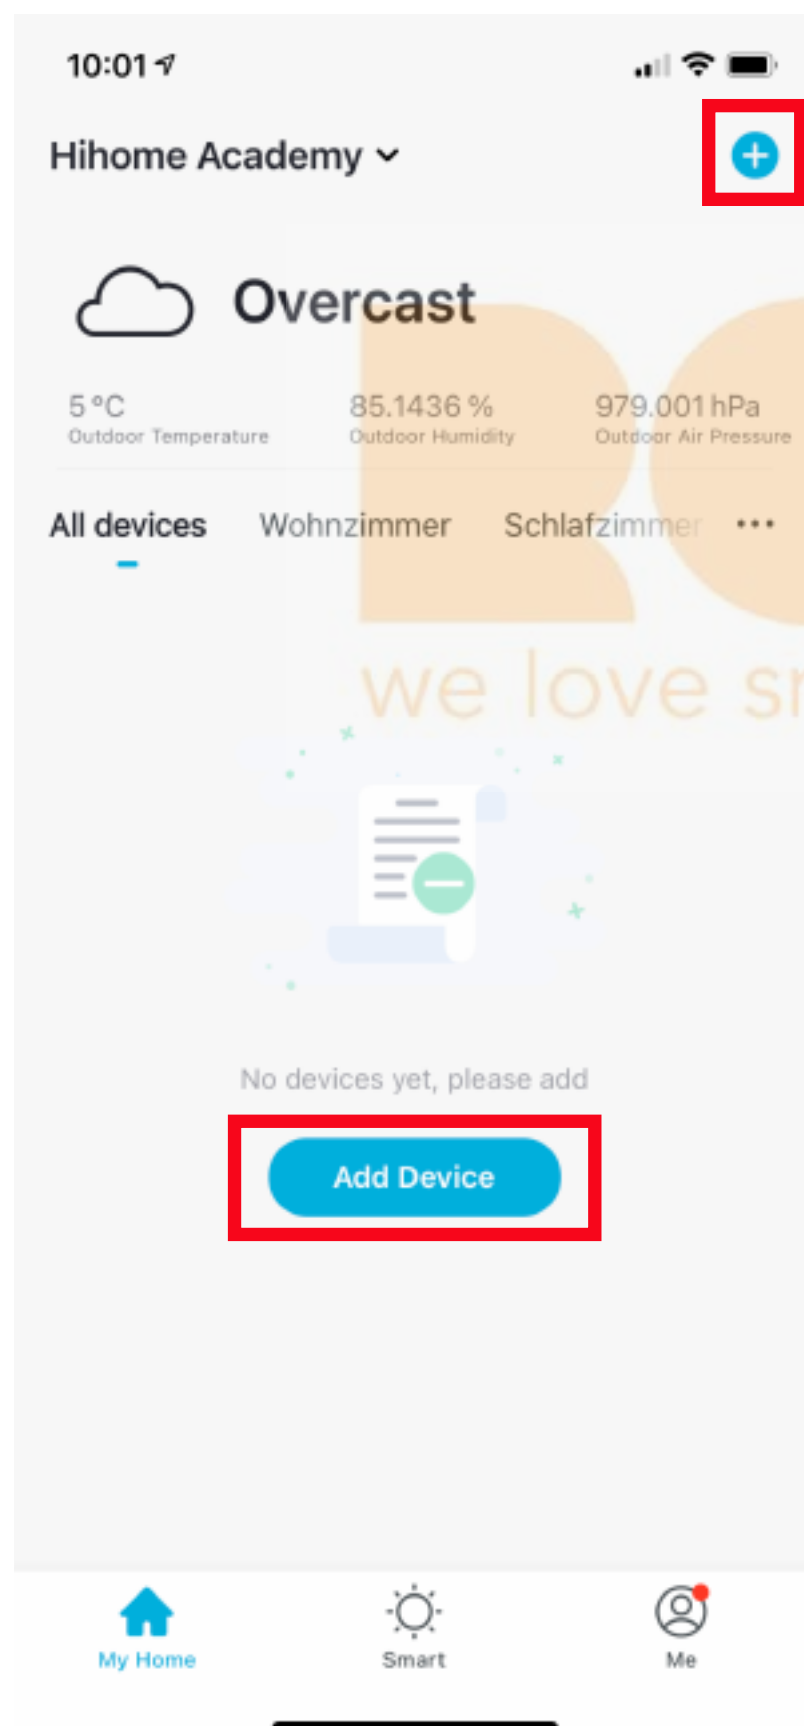 10:01
Hihome Academy
Overcast
5 °C 85.1436 % 979.001 hPa
Outdoor Temperature Outdoor Humidity Outdoor Air Pressure
All devices Wohnzimmer Schlafzimmer ...
we love
No devices yet, please add
Add Device
My Home Smart Me